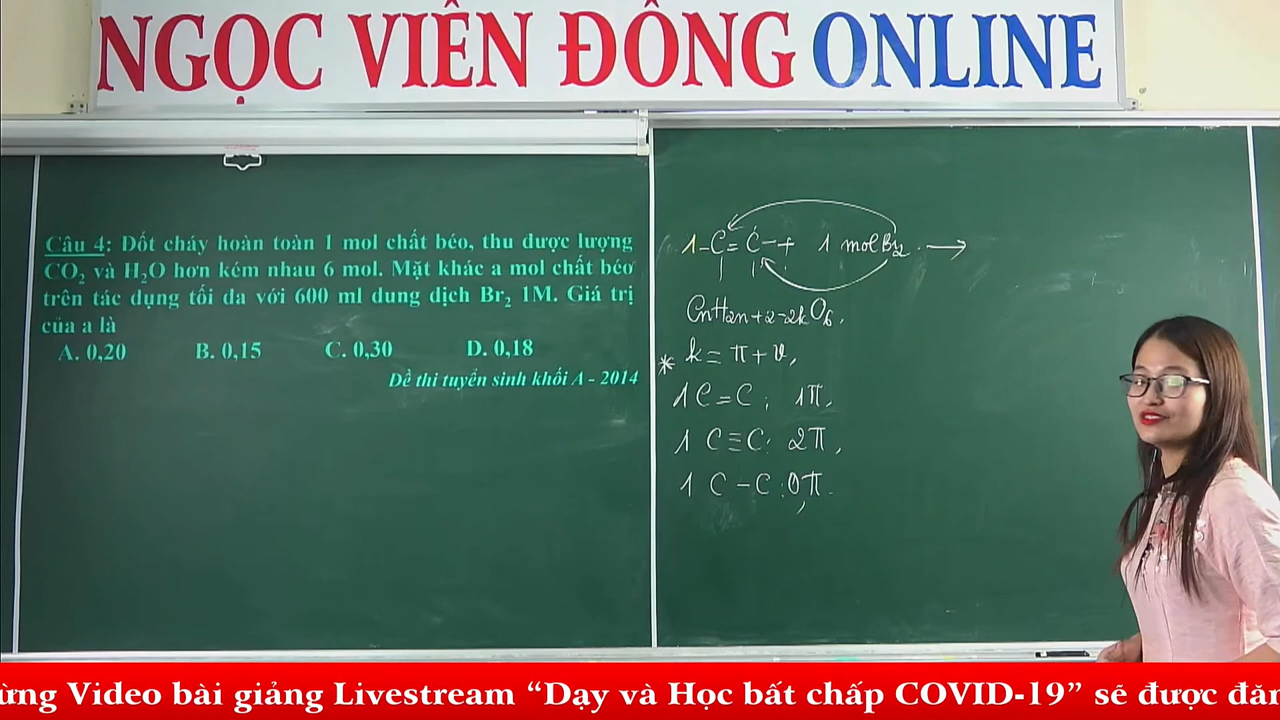 NGỌC VIỄN ĐÔNG ONLINE
Câu 4: Đốt cháy hoàn toàn 1 mol chất béo, thu được lượng
CO₂ và H₂O hơn kém nhau 6 mol. Mặt khác a mol chất béo
trên tác dụng tối đa với 600 ml dung dịch Br₂ 1M. Giá trị
của a là
A. 0,20 B. 0,15 C. 0,30 D. 0,18
Đề thi tuyển sinh khối A - 2014
1 -C = C- + 1 mol Br₂ →
CnH2n+2-2kO6.
* k = π + v,
1 C = C : 1π.
1 C ≡ C : 2π,
1 C - C : 0π.
ừng Video bài giảng Livestream “Dạy và Học bất chấp COVID-19” sẽ được đăn